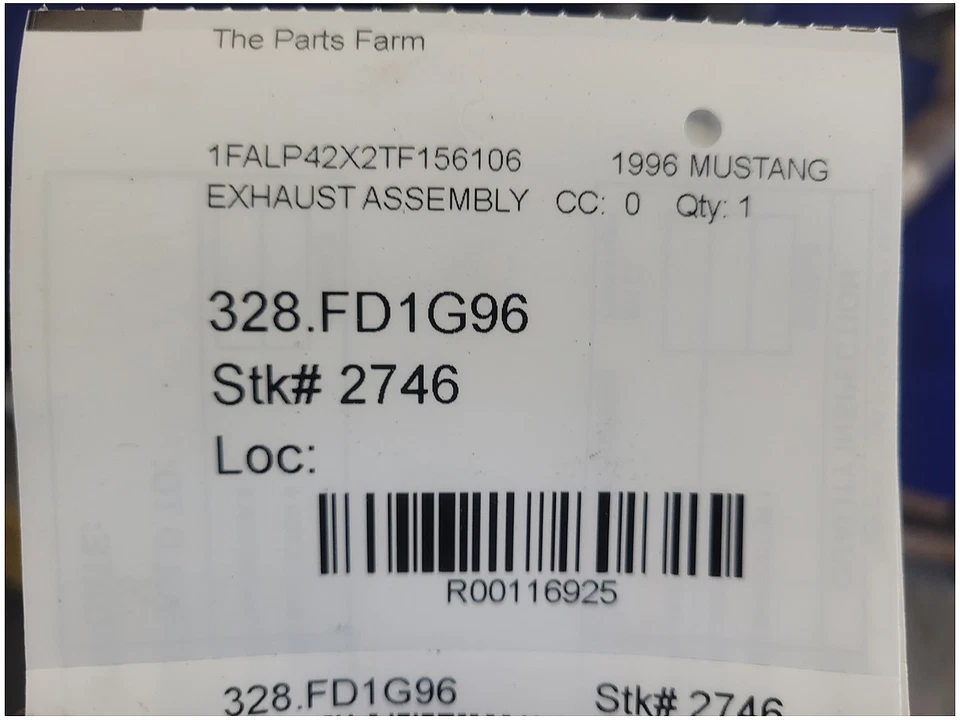 The Parts Farm
1FALP42X2TF156106 1996 MUSTANG
EXHAUST ASSEMBLY CC: 0 Qty: 1
328.FD1G96
Stk# 2746
Loc:
R00116925
328.FD1G96 Stk# 2746